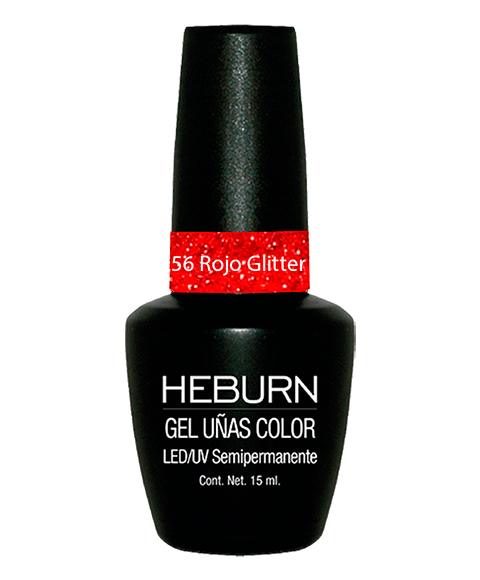 56 Rojo Glitter
HEBURN
GEL UÑAS COLOR
LED/UV Semipermanente
Cont. Net. 15 ml.